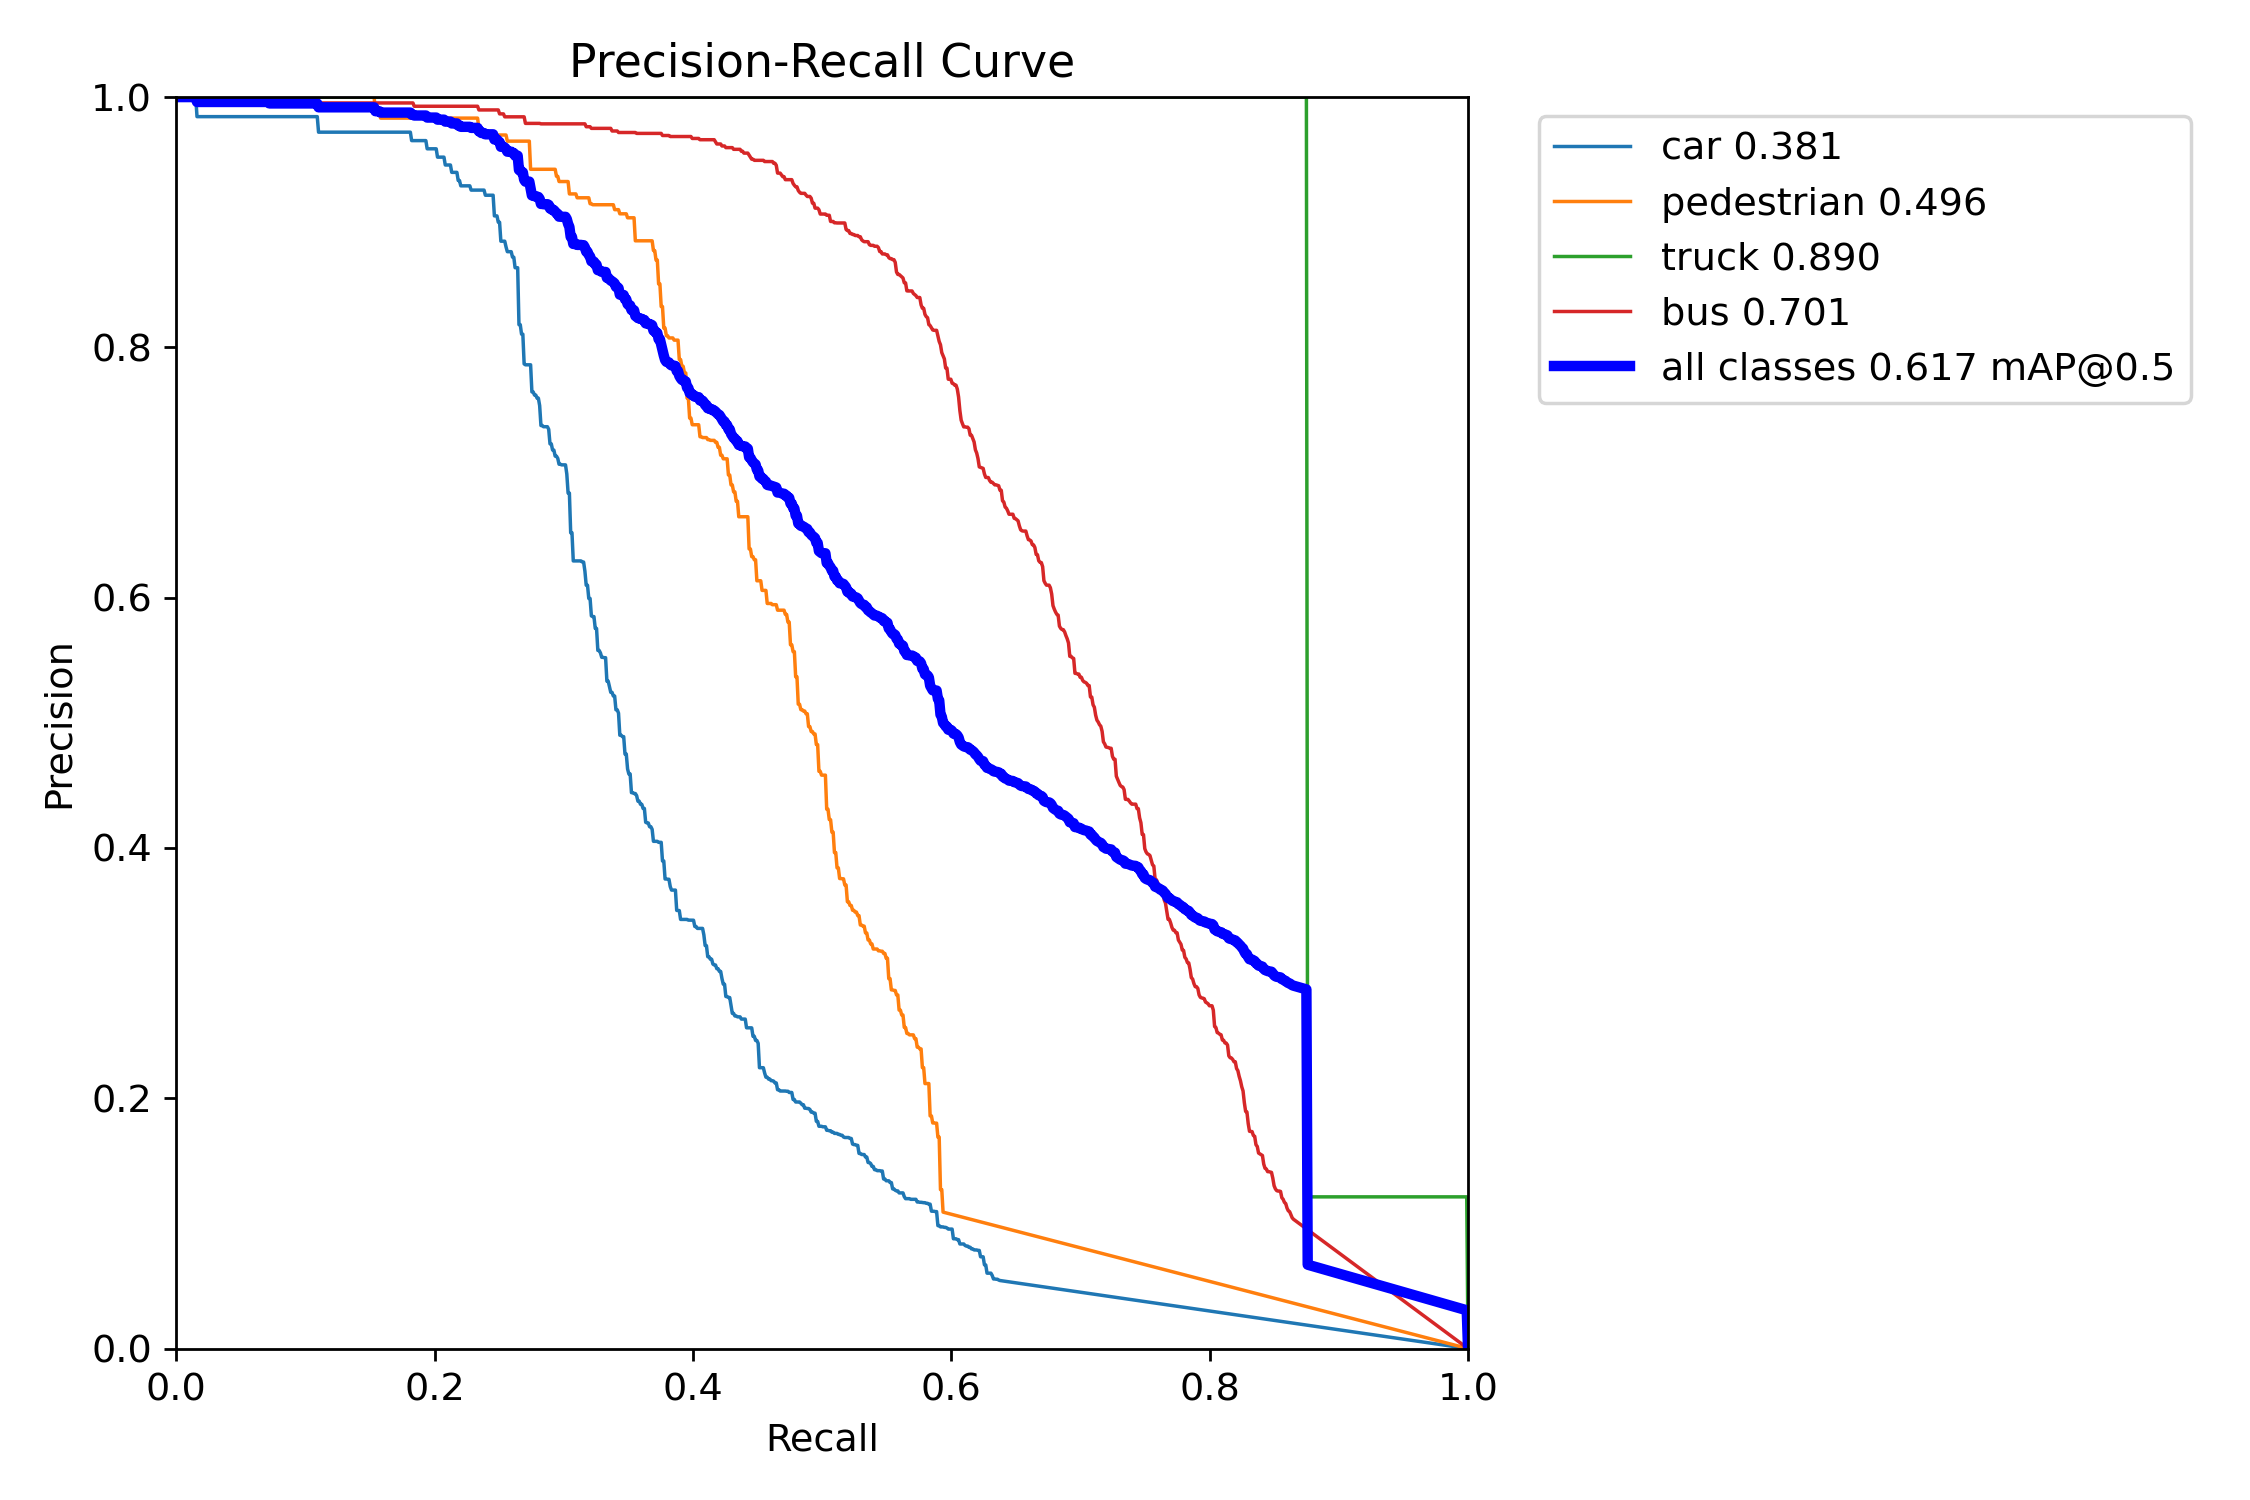 Precision-Recall Curve
1.0
0.8
0.6
0.4
0.2
0.0
Precision
0.0 0.2 0.4 0.6 0.8 1.0
Recall
car 0.381
pedestrian 0.496
truck 0.890
bus 0.701
all classes 0.617 mAP@0.5